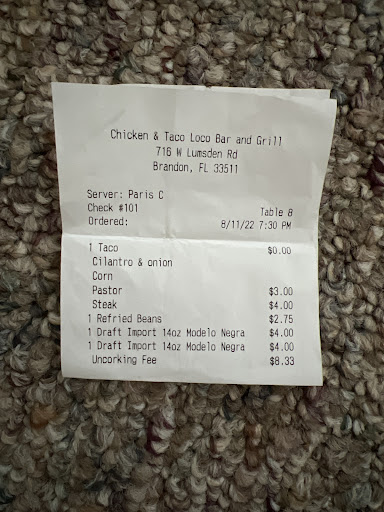 Chicken & Taco Loco Bar and Grill
716 W Lumsden Rd
Brandon, FL 33511
Server: Paris C
Check #101 Table 8
Ordered: 8/11/22 7:30 PM
1 Taco $0.00
Cilantro & onion
Corn
Pastor $3.00
Steak $4.00
1 Refried Beans $2.75
1 Draft Import 14oz Modelo Negra $4.00
1 Draft Import 14oz Modelo Negra $4.00
Uncorking Fee $8.33